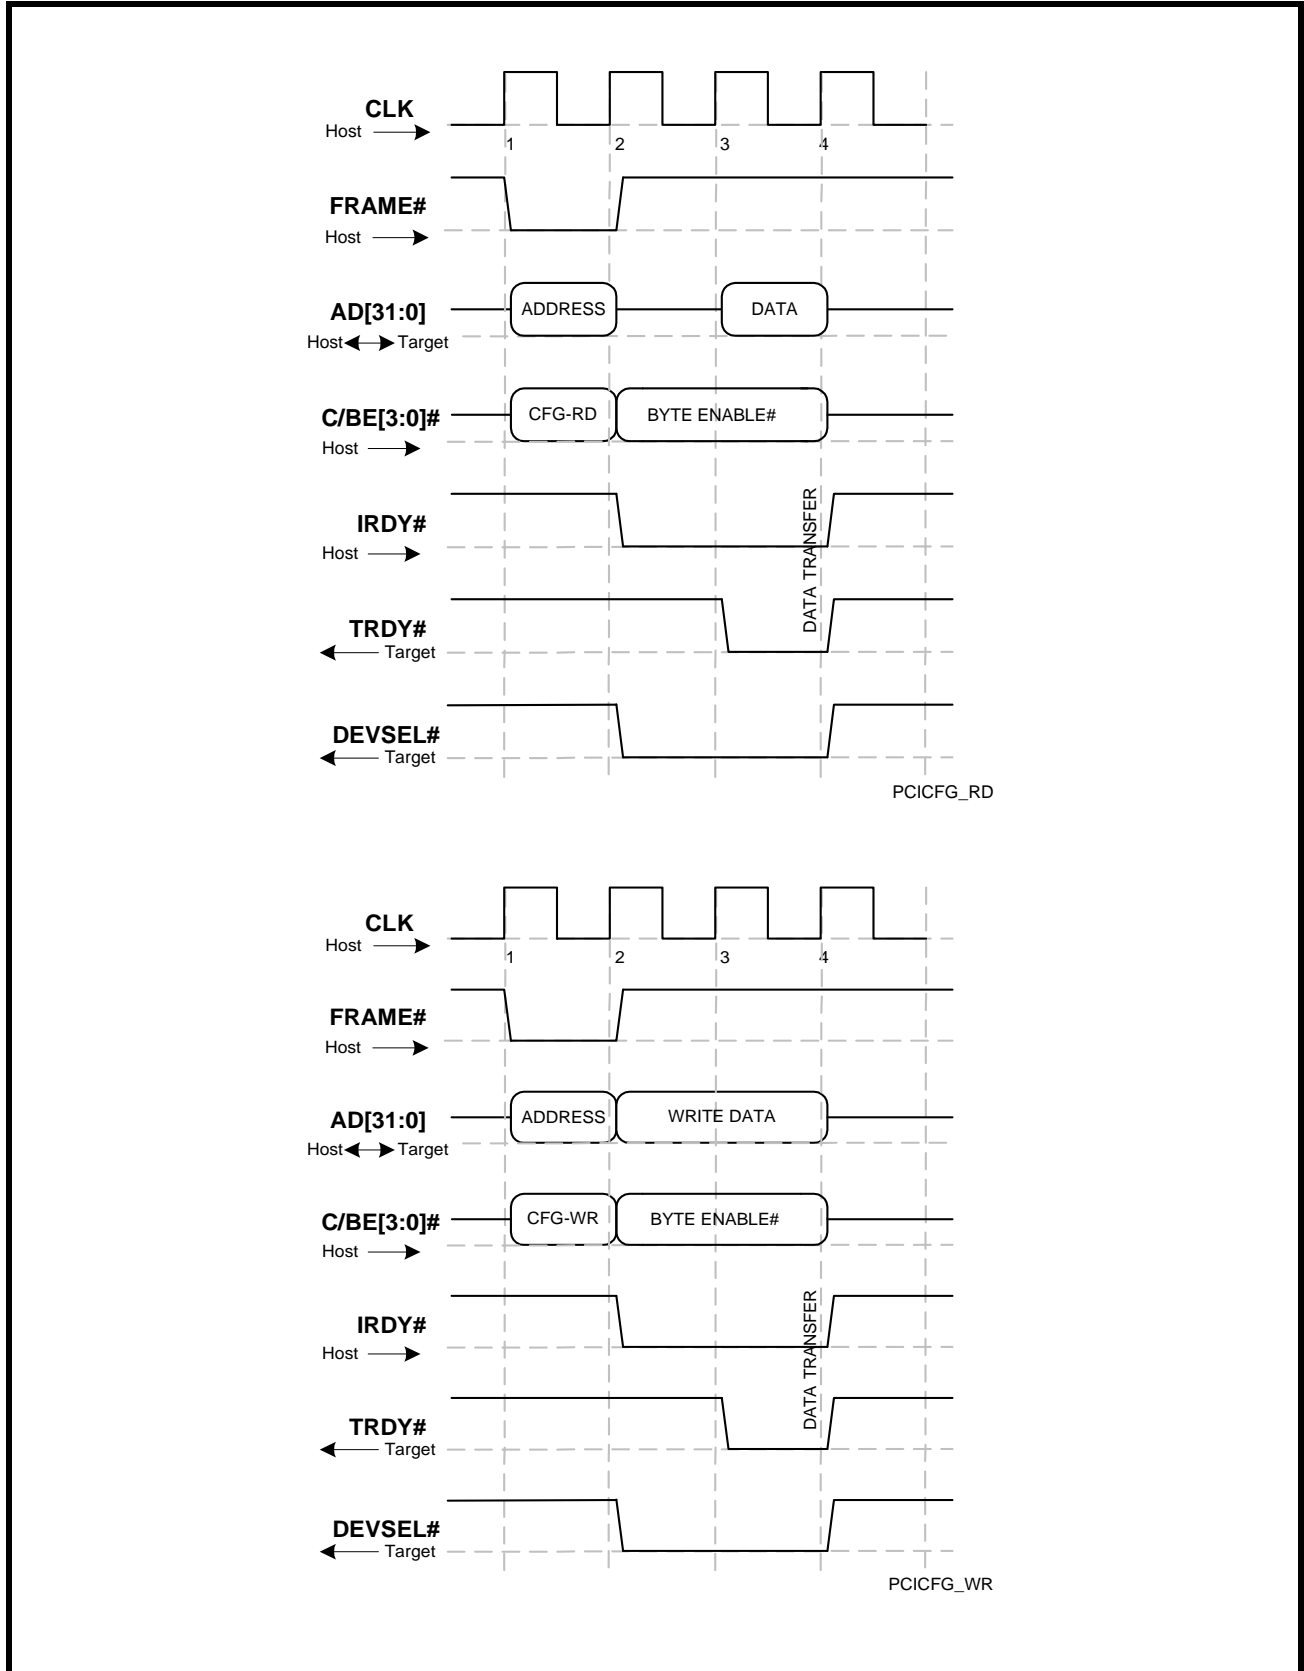 CLK
Host
1 2 3 4
FRAME#
Host
AD[31:0]
ADDRESS DATA
Host Target
C/BE[3:0]#
CFG-RD BYTE ENABLE#
Host
IRDY#
Host
DATA TRANSFER
TRDY#
Target
DEVSEL#
Target
PCICFG_RD
CLK
Host
1 2 3 4
FRAME#
Host
AD[31:0]
ADDRESS WRITE DATA
Host Target
C/BE[3:0]#
CFG-WR BYTE ENABLE#
Host
IRDY#
Host
DATA TRANSFER
TRDY#
Target
DEVSEL#
Target
PCICFG_WR